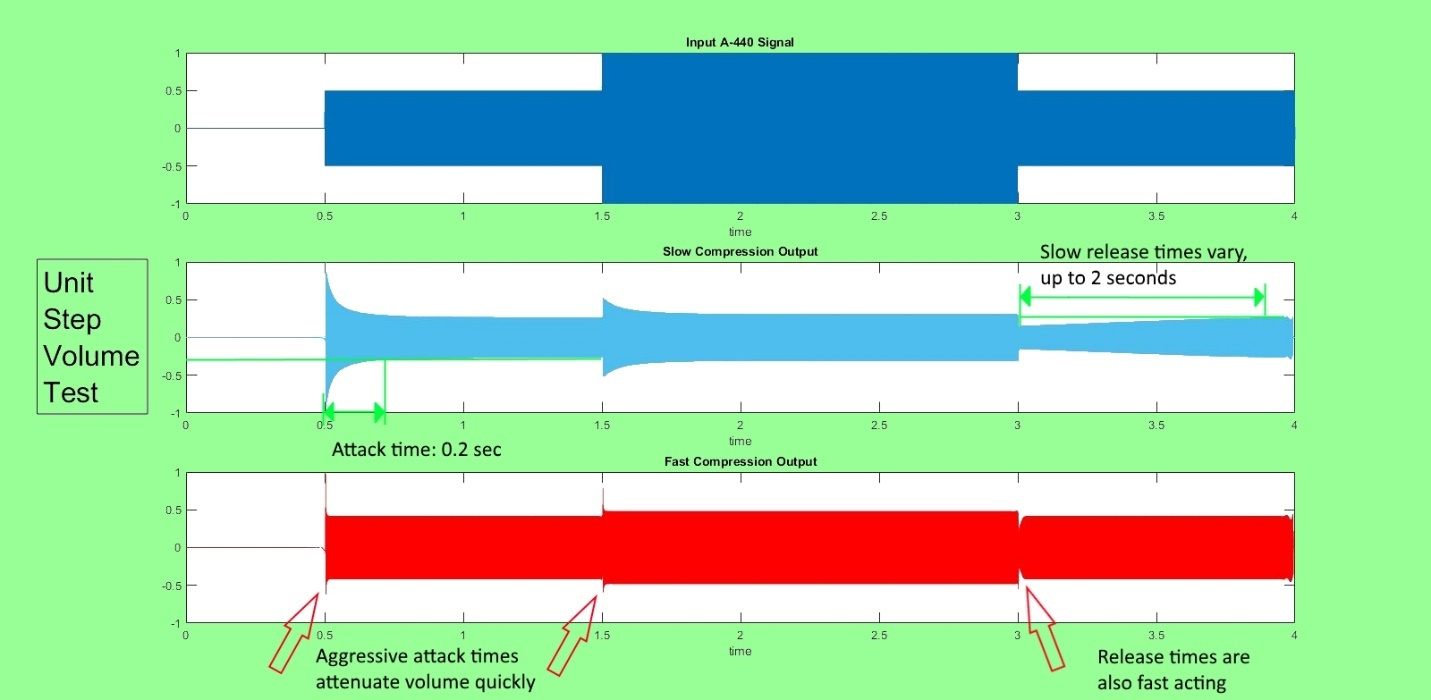 Input A-440 Signal
1
0.5
0
-0.5
-1
0 0.5 1 1.5 2 2.5 3 3.5 4
time
Unit
Step
Volume
Test
Slow Compression Output
Slow release times vary,
up to 2 seconds
1
0.5
0
-0.5
-1
0 0.5 1 1.5 2 2.5 3 3.5 4
time
Attack time: 0.2 sec
Fast Compression Output
1
0.5
0
-0.5
-1
0 0.5 1 1.5 2 2.5 3 3.5 4
time
Aggressive attack times
attenuate volume quickly
Release times are
also fast acting